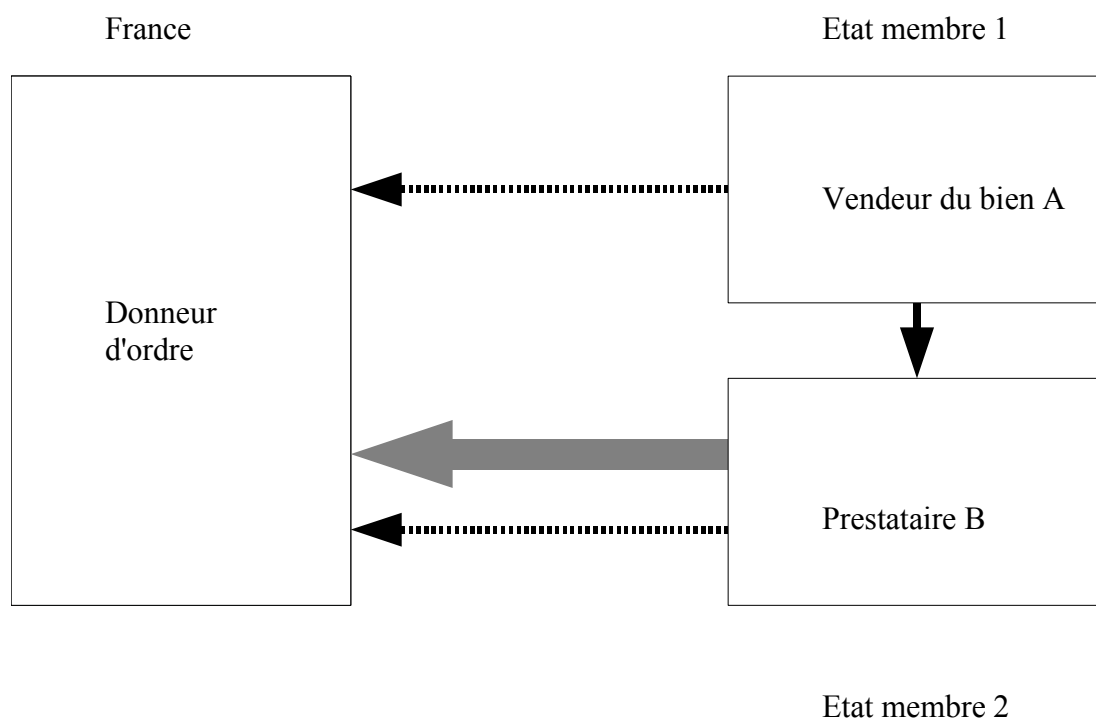 France
Etat membre 1
Vendeur du bien A
Donneur
d'ordre
Prestataire B
Etat membre 2